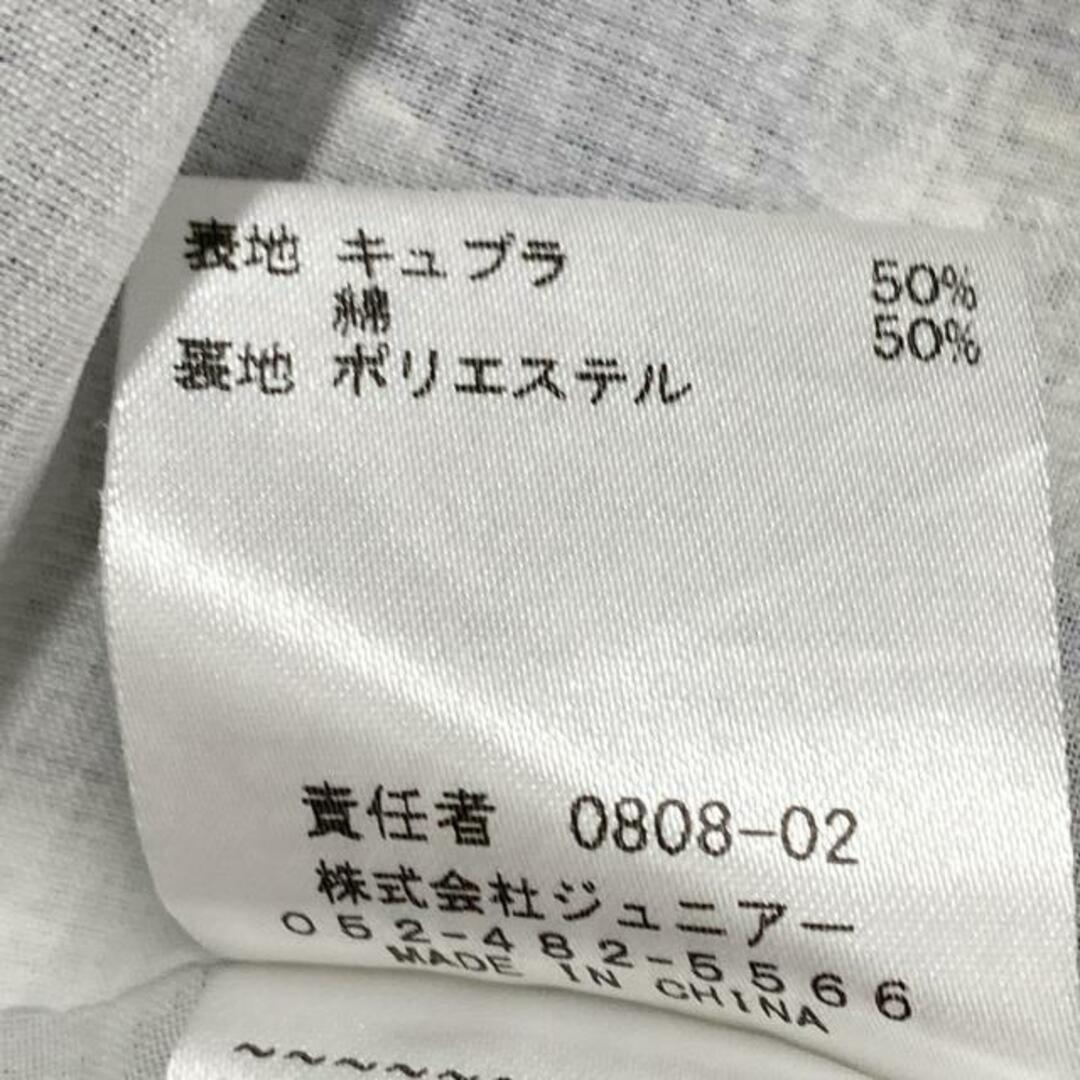 表地 キュプラ 50%
綿 50%
裏地 ポリエステル
責任者 0808-02
株式会社ジュニアー
052-482-5566
MADE IN CHINA
~~~~~~